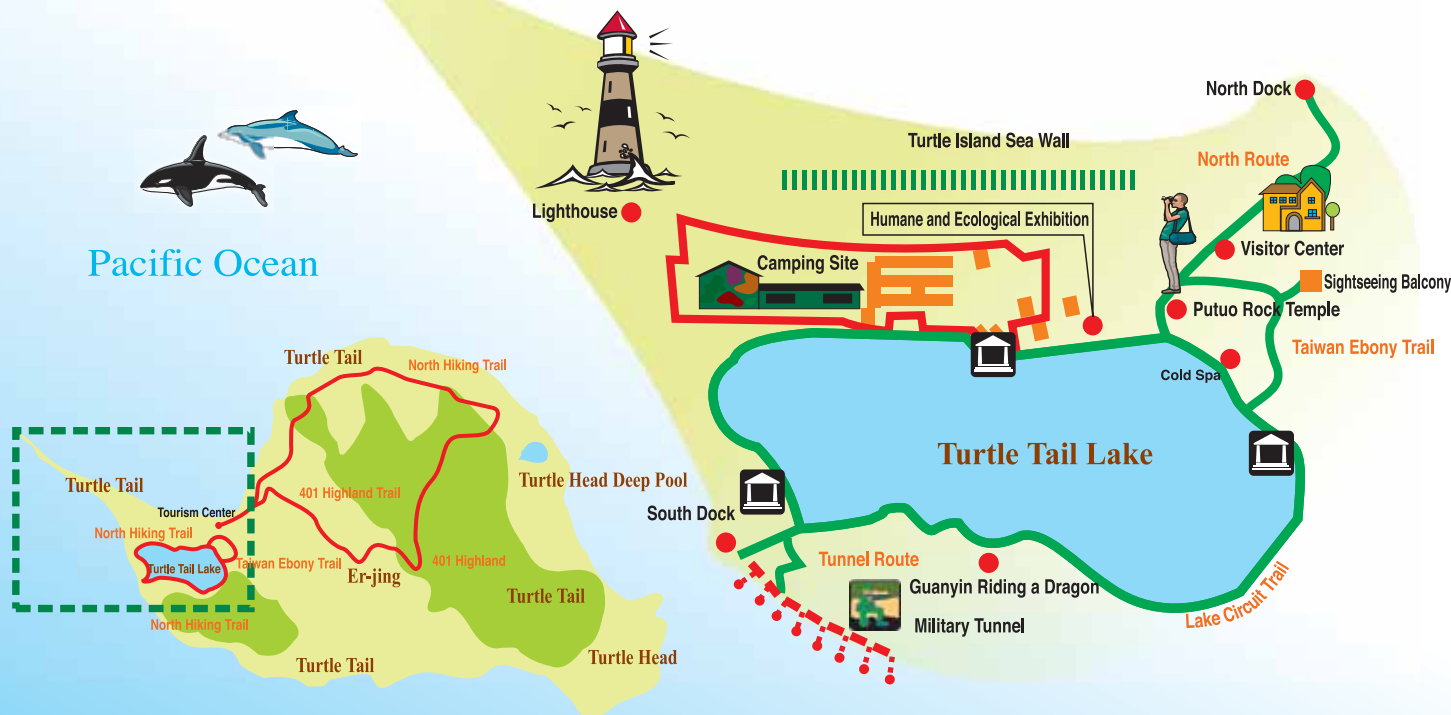 North Dock
Turtle Island Sea Wall
North Route
Lighthouse
Humane and Ecological Exhibition
Pacific Ocean
Camping Site
Visitor Center
Sightseeing Balcony
Putuo Rock Temple
Taiwan Ebony Trail
Cold Spa
Turtle Tail Lake
South Dock
Tunnel Route
Guanyin Riding a Dragon
Military Tunnel
Lake Circuit Trail
Turtle Tail
North Hiking Trail
Turtle Head Deep Pool
401 Highland Trail
Turtle Tail
Tourism Center
North Hiking Trail
Turtle Tail Lake
Taiwan Ebony Trail
401 Highland
Er-jing
Turtle Tail
North Hiking Trail
Turtle Tail
Turtle Head